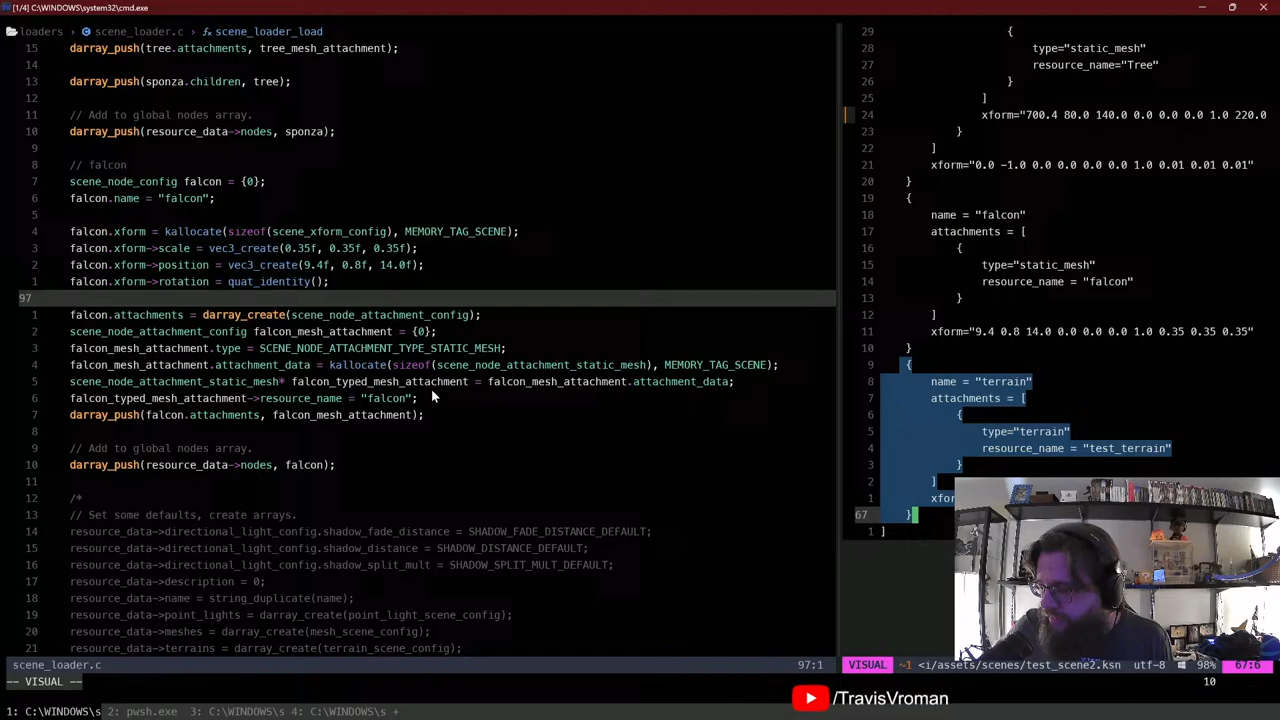 [1/4] C:\WINDOWS\system32\cmd.exe
loaders > scene_loader.c > scene_loader_load
15 darray_push(tree.attachments, tree_mesh_attachment);
14
13 darray_push(sponza.children, tree);
12
11 // Add to global nodes array.
10 darray_push(resource_data->nodes, sponza);
9
8 // falcon
7 scene_node_config falcon = {0};
6 falcon.name = "falcon";
5
4 falcon.xform = kallocate(sizeof(scene_xform_config), MEMORY_TAG_SCENE);
3 falcon.xform->scale = vec3_create(0.35f, 0.35f, 0.35f);
2 falcon.xform->position = vec3_create(9.4f, 0.8f, 14.0f);
1 falcon.xform->rotation = quat_identity();
97
1 falcon.attachments = darray_create(scene_node_attachment_config);
2 scene_node_attachment_config falcon_mesh_attachment = {0};
3 falcon_mesh_attachment.type = SCENE_NODE_ATTACHMENT_TYPE_STATIC_MESH;
4 falcon_mesh_attachment.attachment_data = kallocate(sizeof(scene_node_attachment_static_mesh), MEMORY_TAG_SCENE);
5 scene_node_attachment_static_mesh* falcon_typed_mesh_attachment = falcon_mesh_attachment.attachment_data;
6 falcon_typed_mesh_attachment->resource_name = "falcon";
7 darray_push(falcon.attachments, falcon_mesh_attachment);
8
9 // Add to global nodes array.
10 darray_push(resource_data->nodes, falcon);
11
12 /*
13 // Set some defaults, create arrays.
14 resource_data->directional_light_config.shadow_fade_distance = SHADOW_FADE_DISTANCE_DEFAULT;
15 resource_data->directional_light_config.shadow_distance = SHADOW_DISTANCE_DEFAULT;
16 resource_data->directional_light_config.shadow_split_mult = SHADOW_SPLIT_MULT_DEFAULT;
17 resource_data->description = 0;
18 resource_data->name = string_duplicate(name);
19 resource_data->point_lights = darray_create(point_light_scene_config);
20 resource_data->meshes = darray_create(mesh_scene_config);
21 resource_data->terrains = darray_create(terrain_scene_config);
scene_loader.c 97:1
-- VISUAL --
29 {
28 type="static_mesh"
27 resource_name="Tree"
26 }
25 ]
24 xform="700.4 80.0 140.0 0.0 0.0 0.0 1.0 220.0
23 }
22 ]
21 xform="0.0 -1.0 0.0 0.0 0.0 0.0 1.0 0.01 0.01 0.01"
20 }
19 {
18 name = "falcon"
17 attachments = [
16 {
15 type="static_mesh"
14 resource_name = "falcon"
13 }
12 ]
11 xform="9.4 0.8 14.0 0.0 0.0 0.0 1.0 0.35 0.35 0.35"
10 }
9 {
8 name = "terrain"
7 attachments = [
6 {
5 type="terrain"
4 resource_name = "test_terrain"
3 }
2 ]
1 xfo
67 }
1 ]
VISUAL ~1 <i/assets/scenes/test_scene2.ksn utf-8 98% 67:6
10
/TravisVroman
1: C:\WINDOWS\s 2: pwsh.exe 3: C:\WINDOWS\s 4: C:\WINDOWS\s +